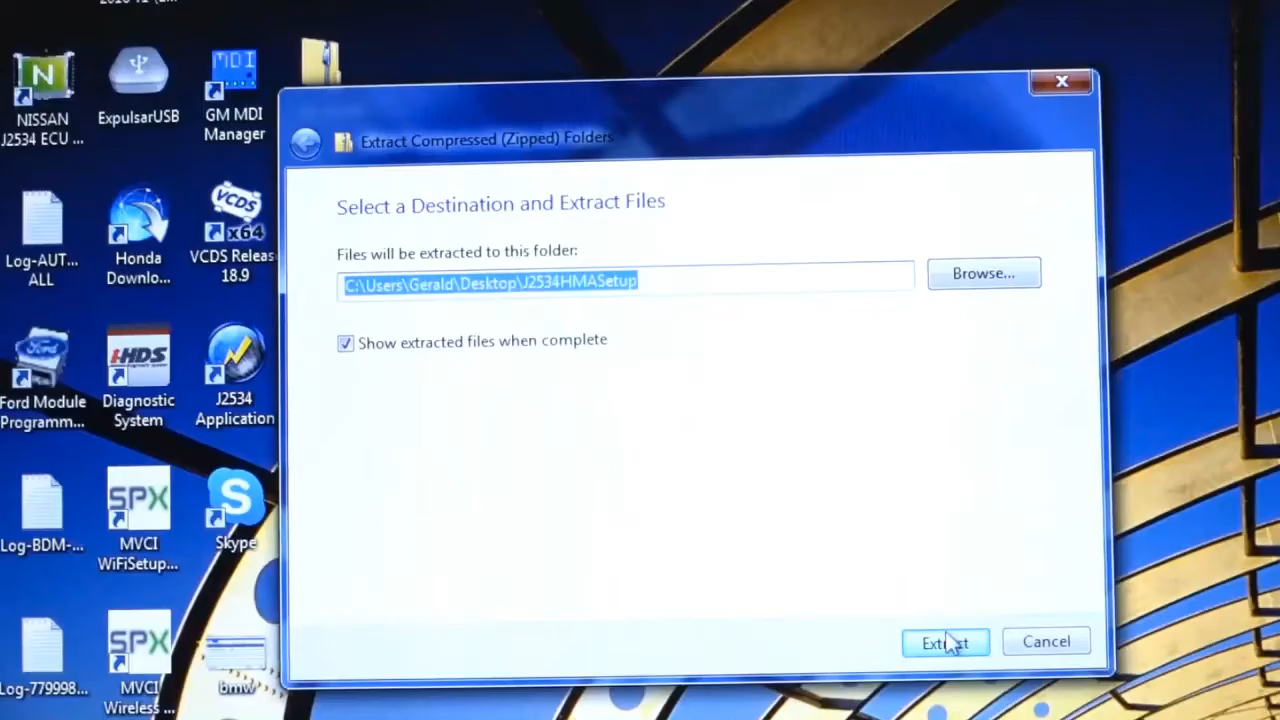 NISSAN
J2534 ECU ...
ExpulsarUSB
MDI
GM MDI
Manager
Log-AUT...
ALL
Honda
Downlo...
VCDS
x64
VCDS Releas
18.9
Ford
Ford Module
Programm...
HDS
Diagnostic
System
J2534
Application
Log-BDM-...
SPX
MVCI
WiFiSetup...
S
Skype
Log-779998...
SPX
MVCI
Wireless ...
bmw
Extract Compressed (Zipped) Folders
Select a Destination and Extract Files
Files will be extracted to this folder:
C:\Users\Gerald\Desktop\J2534HMASetup
Browse...
Show extracted files when complete
Extract
Cancel